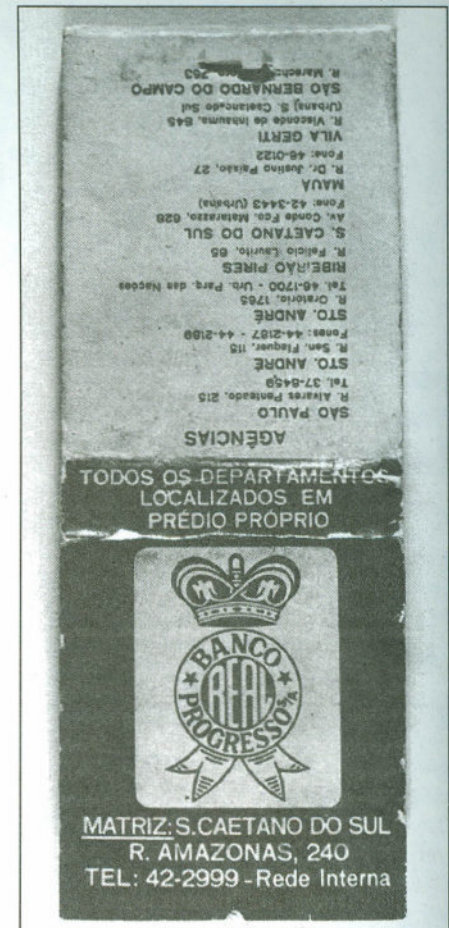 AGÊNCIAS
SÃO PAULO
R. Alvares Penteado, 215
Tel. 37-8459
STO. ANDRÉ
R. Sen. Flaquer, 115
Fones: 44-2187 - 44-2189
STO. ANDRÉ
R. Oratório, 1765
Tel. 46-1700 - Urb. Parq. das Nações
RIBEIRÃO PIRES
R. Felicio Laurito, 65
S. CAETANO DO SUL
Av. Conde Fco. Matarazzo, 628
Fone: 42-3443 (Urbana)
MAUÁ
R. Dr. Justino Paixão, 27
Fone: 46-0122
VILA GERTI
R. Visconde de Inhauma, 845
(Urbana) S. Caetano do Sul
SÃO BERNARDO DO CAMPO
R. 763
TODOS OS DEPARTAMENTOS
LOCALIZADOS EM
PRÉDIO PRÓPRIO
BANCO
REAL
PROGRESSO S/A
MATRIZ: S. CAETANO DO SUL
R. AMAZONAS, 240
TEL: 42-2999 - Rede Interna